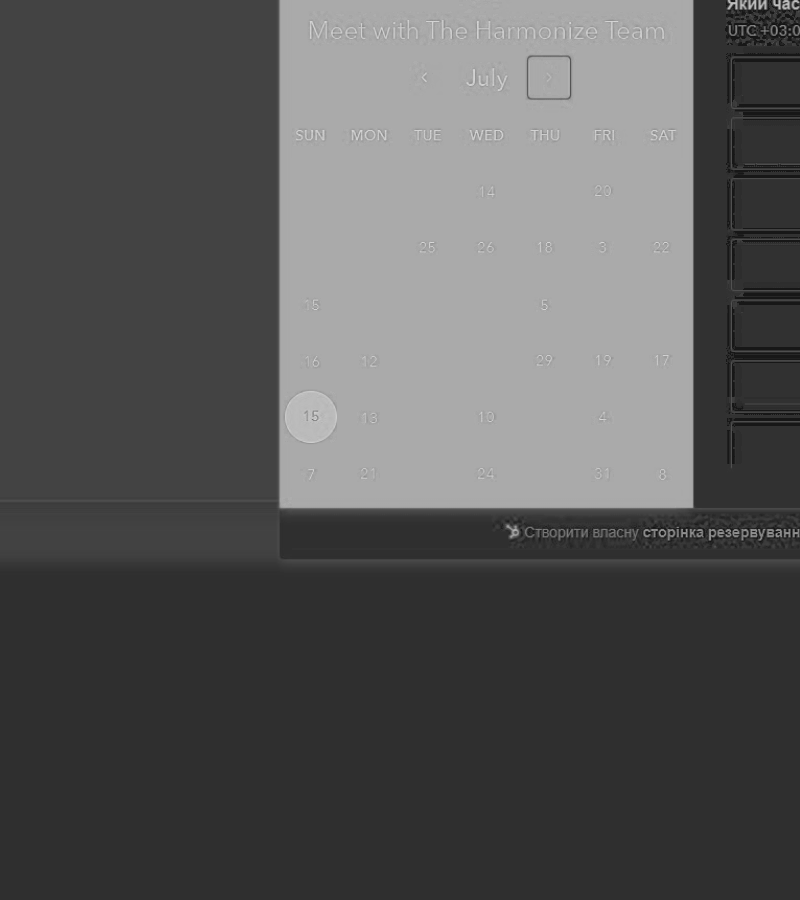 Meet with The Harmonize Team
Який час
UTC +03:0
‹ July ›
SUN MON TUE WED THU FRI SAT
14 20
25 26 18 3 22
15 5
16 12 29 19 17
15 13 10 4
7 21 24 31 8
Створити власну сторінка резервуванн